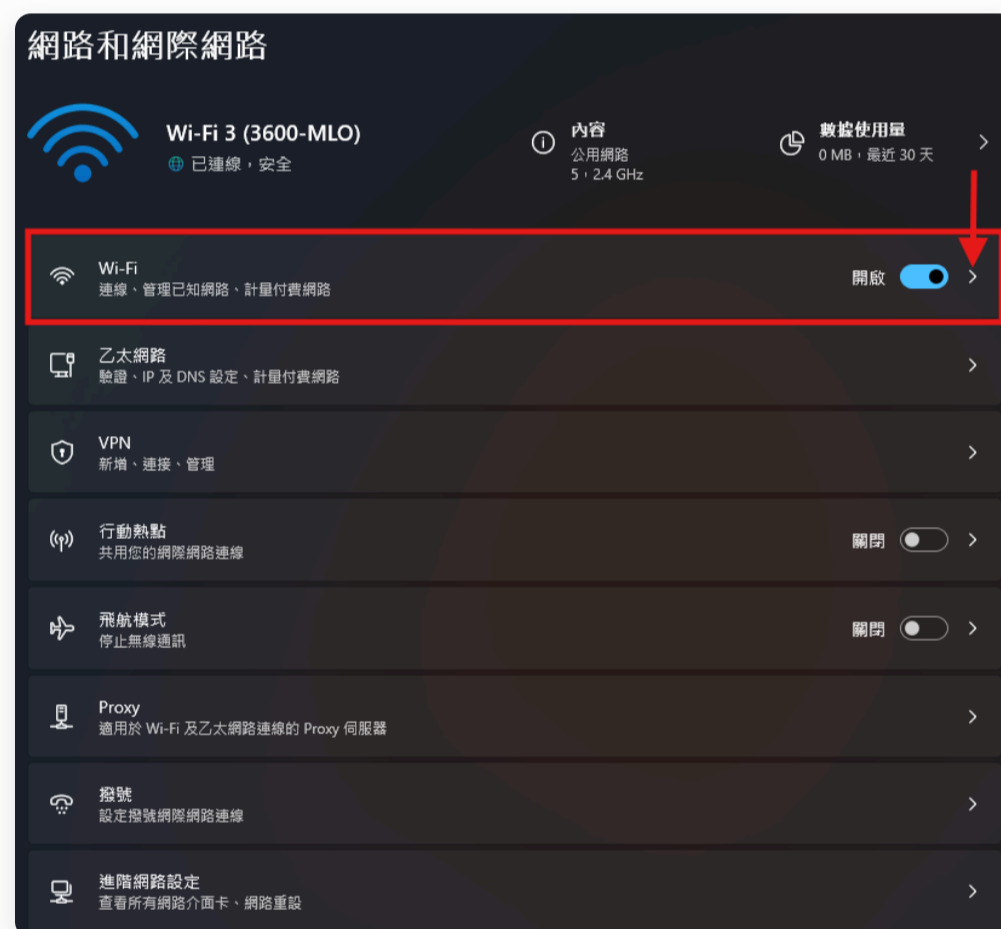 網路和網際網路
Wi-Fi 3 (3600-MLO)
已連線，安全
內容
公用網路
5，2.4 GHz
數據使用量
0 MB，最近 30 天
Wi-Fi
連線、管理已知網路、計量付費網路
開啟
乙太網路
驗證、IP 及 DNS 設定、計量付費網路
VPN
新增、連接、管理
行動熱點
共用您的網際網路連線
關閉
飛航模式
停止無線通訊
關閉
Proxy
適用於 Wi-Fi 及乙太網路連線的 Proxy 伺服器
撥號
設定撥號網際網路連線
進階網路設定
查看所有網路介面卡、網路重設